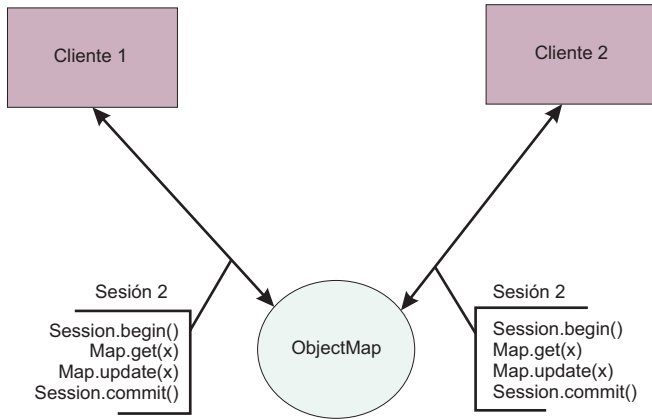 Cliente 1
Cliente 2
Sesión 2
Session.begin()
Map.get(x)
Map.update(x)
Session.commit()
ObjectMap
Sesión 2
Session.begin()
Map.get(x)
Map.update(x)
Session.commit()